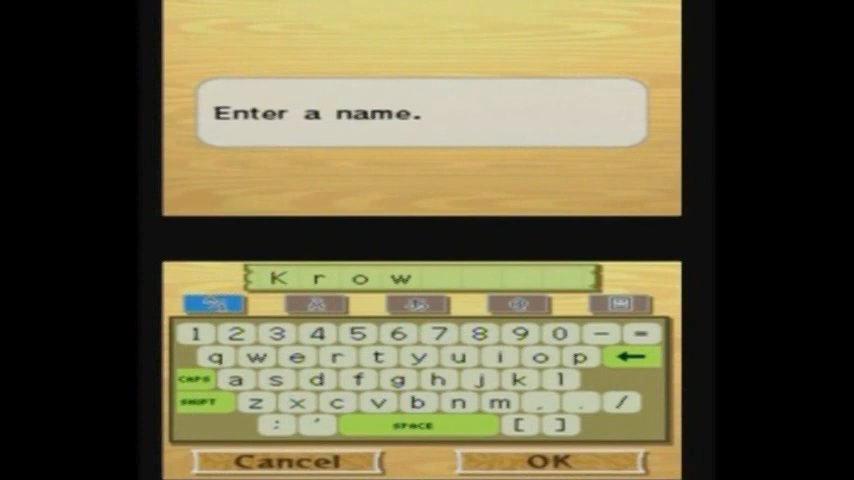 Enter a name.
Krow
1 2 3 4 5 6 7 8 9 0 - =
q w e r t y u i o p ←
CAPS a s d f g h j k l
SHIFT z x c v b n m , . /
; ' SPACE [ ]
Cancel OK